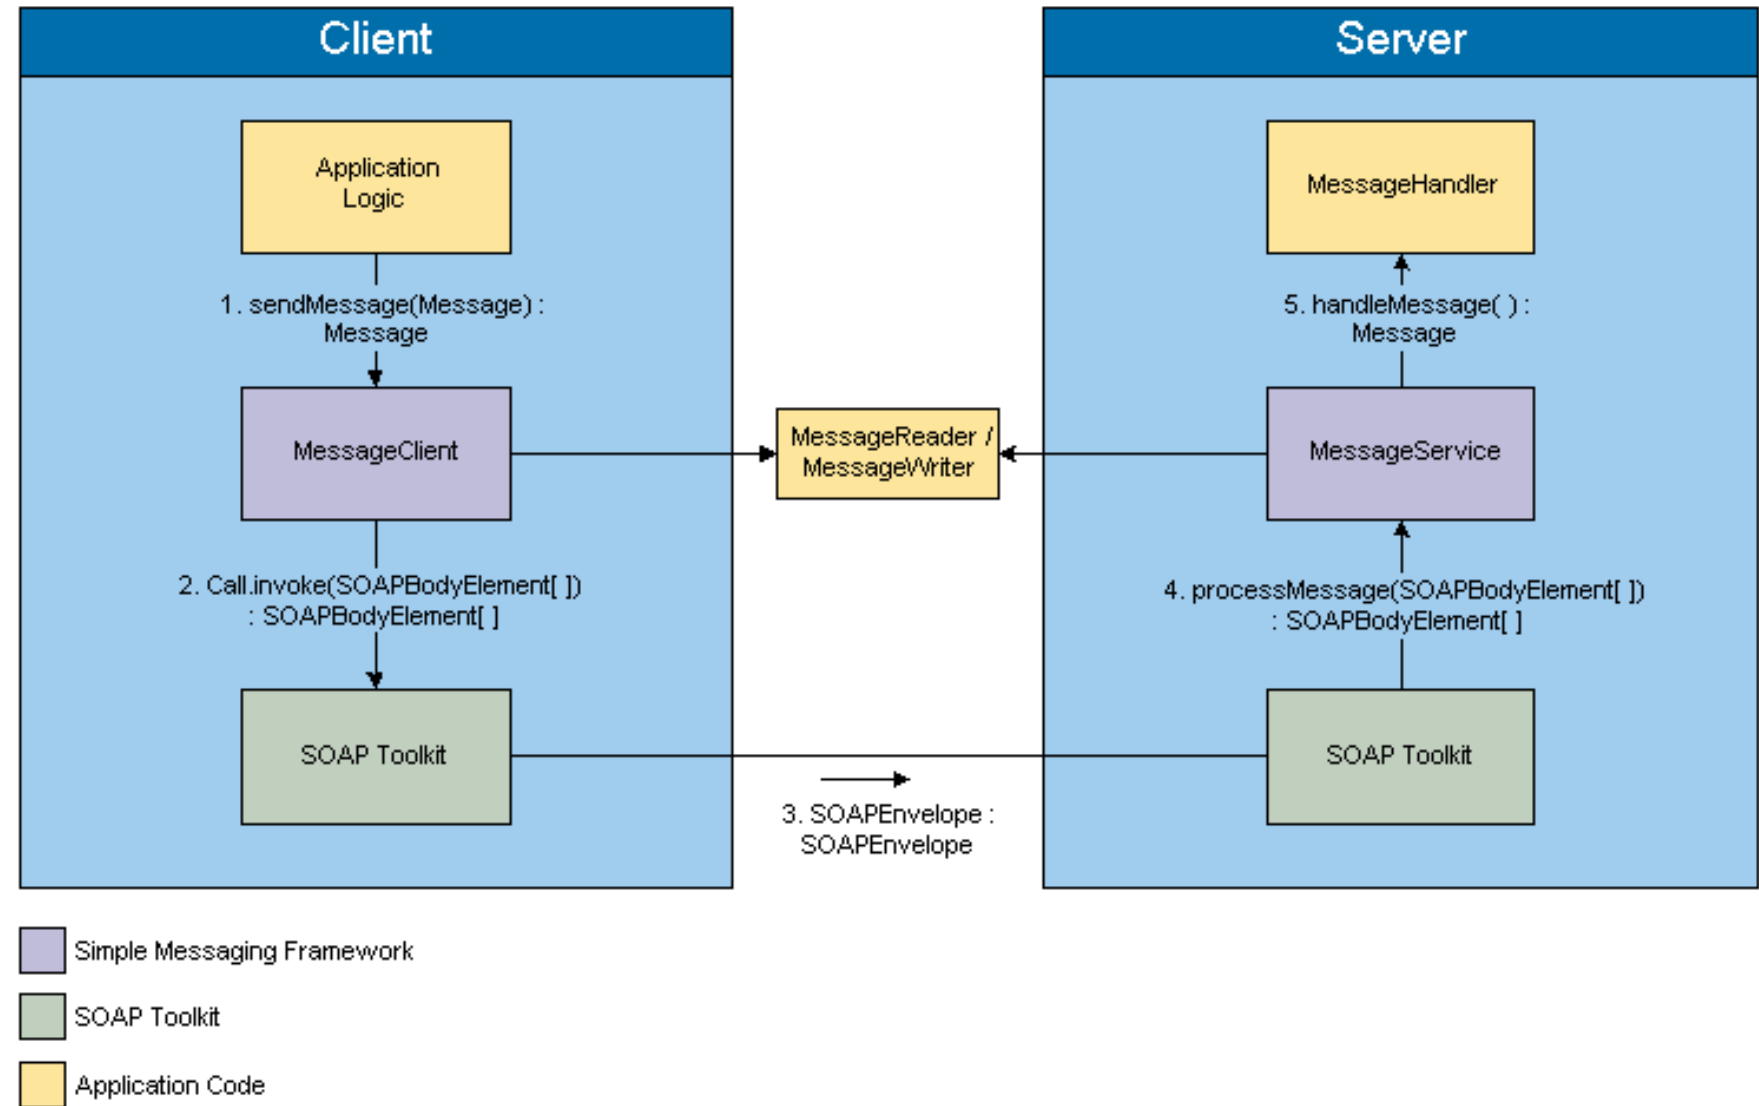 Client
Server
Application
Logic
MessageHandler
1. sendMessage(Message) :
Message
5. handleMessage( ) :
Message
MessageClient
MessageReader /
MessageWriter
MessageService
2. Call.invoke(SOAPBodyElement[ ])
: SOAPBodyElement[ ]
4. processMessage(SOAPBodyElement[ ])
: SOAPBodyElement[ ]
SOAP Toolkit
SOAP Toolkit
3. SOAPEnvelope :
SOAPEnvelope
Simple Messaging Framework
SOAP Toolkit
Application Code